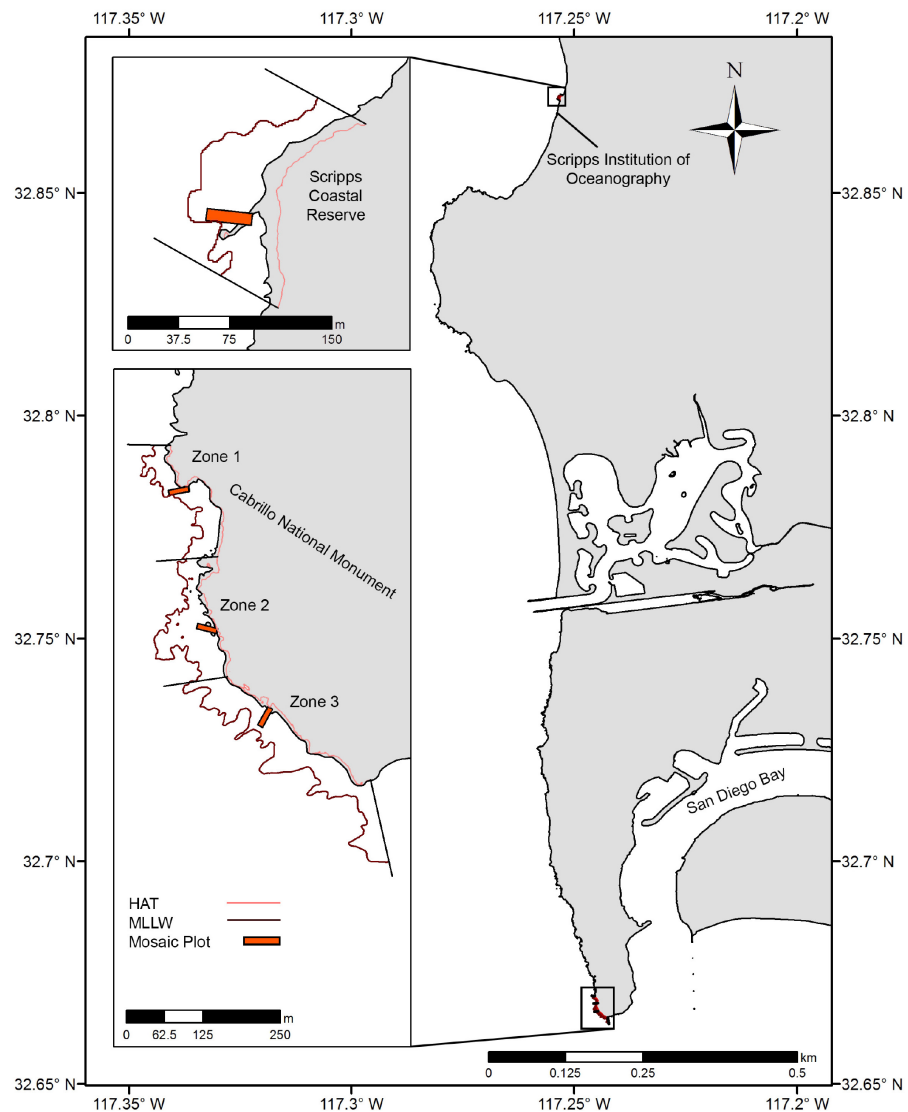 117.35° W 117.3° W 117.25° W 117.2° W
N
Scripps Institution of
Oceanography
Scripps
Coastal
Reserve
32.85° N
m
0 37.5 75 150
32.8° N
Zone 1
Cabrillo National Monument
Zone 2
32.75° N
Zone 3
San Diego Bay
32.7° N
HAT
MLLW
Mosaic Plot
m
0 62.5 125 250
km
0 0.125 0.25 0.5
32.65° N
32.85° N
32.8° N
32.75° N
32.7° N
32.65° N
117.35° W 117.3° W 117.25° W 117.2° W